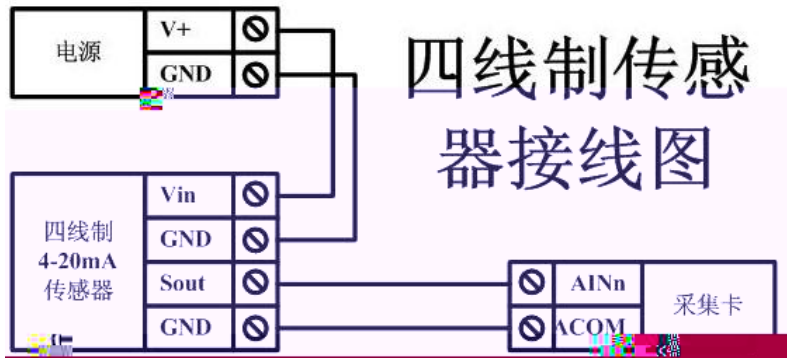 电源
V+
GND
四线制传感
器接线图
四线制
4-20mA
传感器
Vin
GND
Sout
GND
AINn
ACOM
采集卡